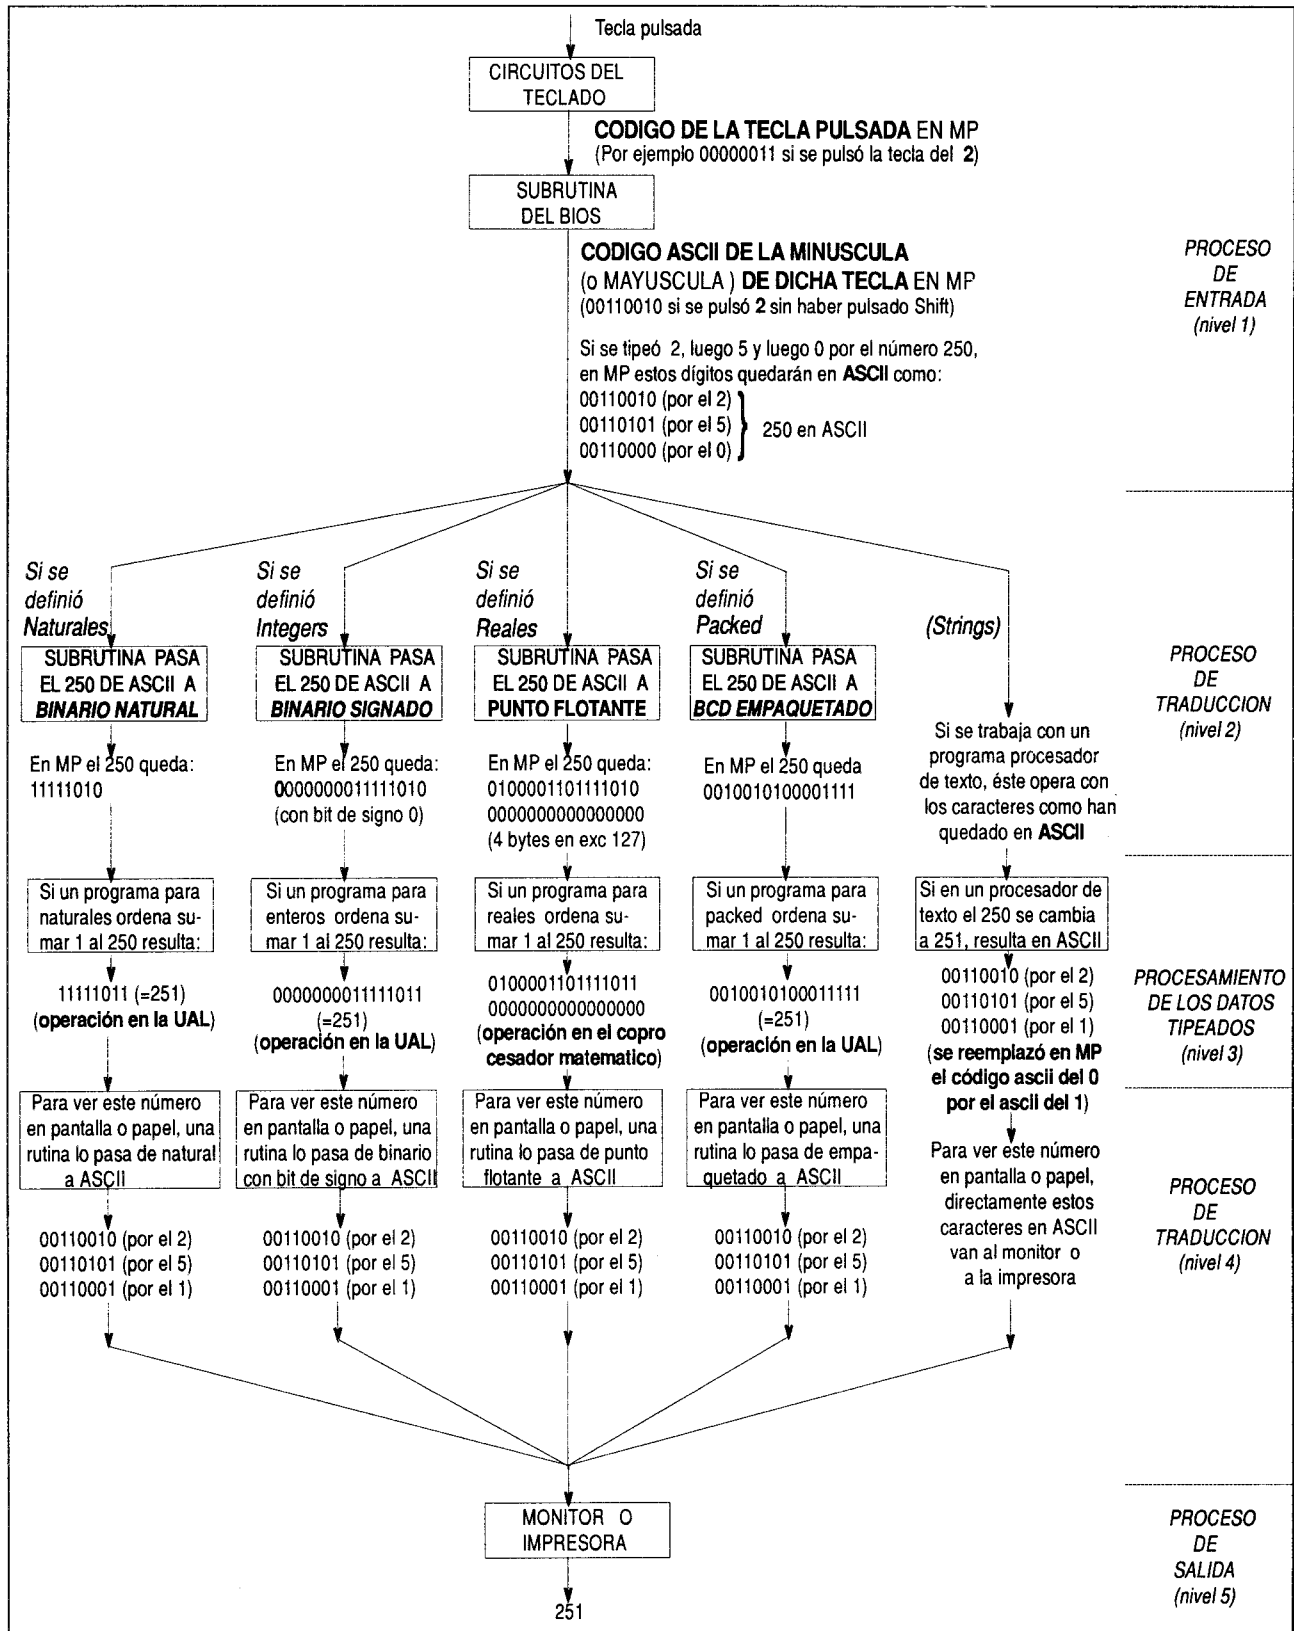 Tecla pulsada
CIRCUITOS DEL
TECLADO
CODIGO DE LA TECLA PULSADA EN MP
(Por ejemplo 00000011 si se pulsó la tecla del 2)
SUBRUTINA
DEL BIOS
CODIGO ASCII DE LA MINUSCULA
(o MAYUSCULA ) DE DICHA TECLA EN MP
(00110010 si se pulsó 2 sin haber pulsado Shift)
Si se tipeó 2, luego 5 y luego 0 por el número 250,
en MP estos dígitos quedarán en ASCII como:
00110010 (por el 2)
00110101 (por el 5)
00110000 (por el 0)
250 en ASCII
PROCESO
DE
ENTRADA
(nivel 1)
Si se
definió
Naturales
SUBRUTINA PASA
EL 250 DE ASCII A
BINARIO NATURAL
En MP el 250 queda:
11111010
Si se
definió
Integers
SUBRUTINA PASA
EL 250 DE ASCII A
BINARIO SIGNADO
En MP el 250 queda:
0000000011111010
(con bit de signo 0)
Si se
definió
Reales
SUBRUTINA PASA
EL 250 DE ASCII A
PUNTO FLOTANTE
En MP el 250 queda:
0100001101111010
0000000000000000
(4 bytes en exc 127)
Si se
definió
Packed
SUBRUTINA PASA
EL 250 DE ASCII A
BCD EMPAQUETADO
En MP el 250 queda
0010010100001111
(Strings)
Si se trabaja con un
programa procesador
de texto, éste opera con
los caracteres como han
quedado en ASCII
PROCESO
DE
TRADUCCION
(nivel 2)
Si un programa para
naturales ordena su-
mar 1 al 250 resulta:
11111011 (=251)
(operación en la UAL)
Si un programa para
enteros ordena su-
mar 1 al 250 resulta:
0000000011111011
(=251)
(operación en la UAL)
Si un programa para
reales ordena su-
mar 1 al 250 resulta:
0100001101111011
0000000000000000
(operación en el copro
cesador matematico)
Si un programa para
packed ordena su-
mar 1 al 250 resulta:
0010010100011111
(=251)
(operación en la UAL)
Si en un procesador de
texto el 250 se cambia
a 251, resulta en ASCII
00110010 (por el 2)
00110101 (por el 5)
00110001 (por el 1)
(se reemplazó en MP
el código ascii del 0
por el ascii del 1)
PROCESAMIENTO
DE LOS DATOS
TIPEADOS
(nivel 3)
Para ver este número
en pantalla o papel, una
rutina lo pasa de natural
a ASCII
00110010 (por el 2)
00110101 (por el 5)
00110001 (por el 1)
Para ver este número
en pantalla o papel, una
rutina lo pasa de binario
con bit de signo a ASCII
00110010 (por el 2)
00110101 (por el 5)
00110001 (por el 1)
Para ver este número
en pantalla o papel, una
rutina lo pasa de punto
flotante a ASCII
00110010 (por el 2)
00110101 (por el 5)
00110001 (por el 1)
Para ver este número
en pantalla o papel, una
rutina lo pasa de empa-
quetado a ASCII
00110010 (por el 2)
00110101 (por el 5)
00110001 (por el 1)
Para ver este número
en pantalla o papel,
directamente estos
caracteres en ASCII
van al monitor o
a la impresora
PROCESO
DE
TRADUCCION
(nivel 4)
MONITOR O
IMPRESORA
251
PROCESO
DE
SALIDA
(nivel 5)